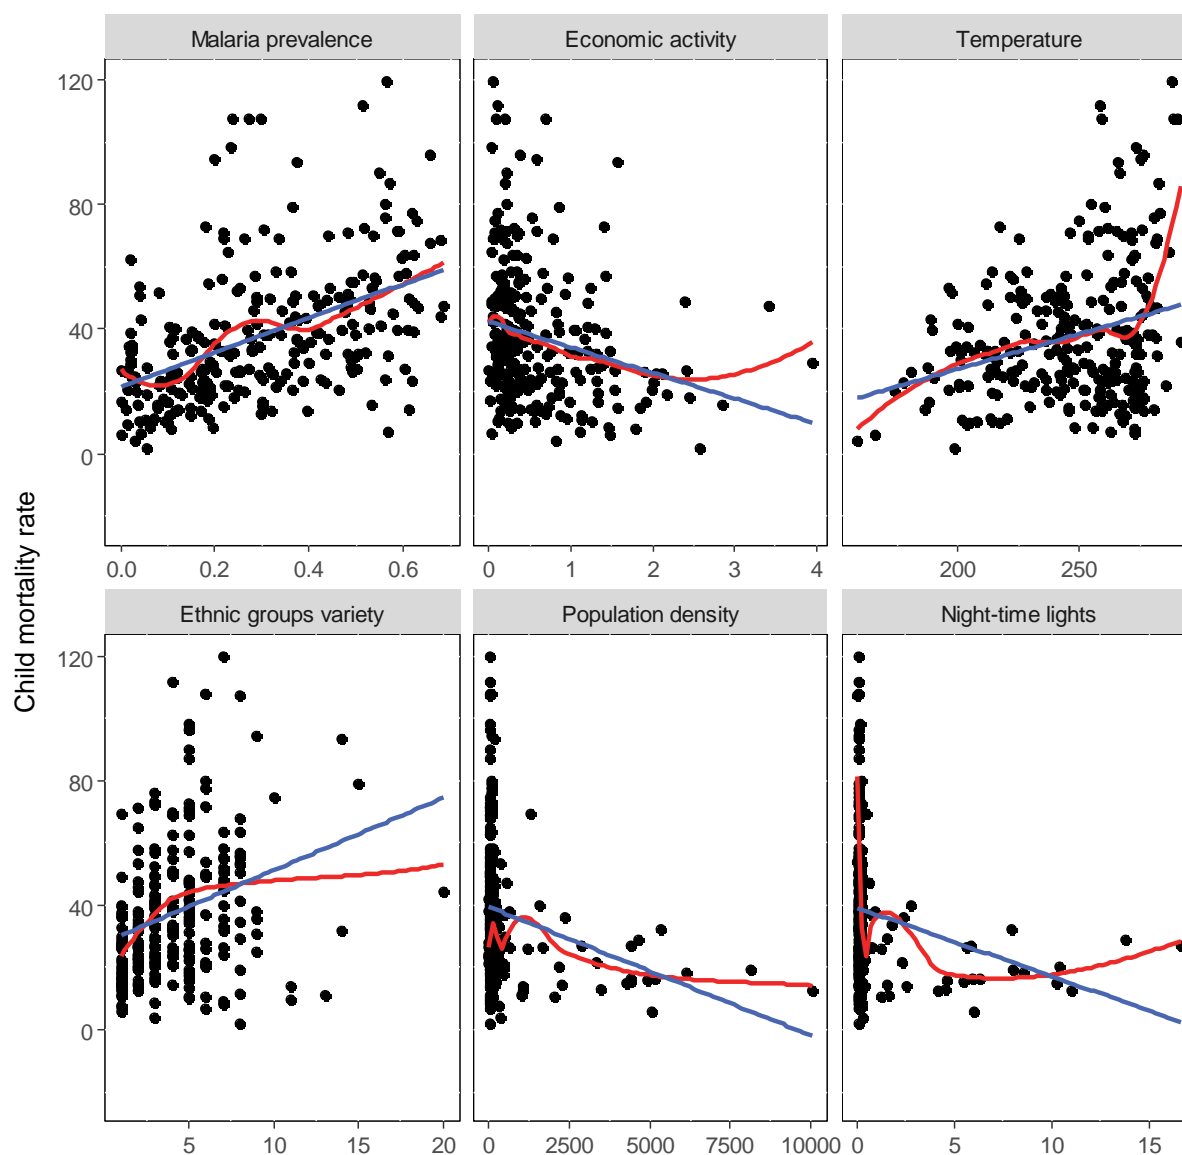 Malaria prevalence Economic activity Temperature
120
80
40
0
0.0 0.2 0.4 0.6 0 1 2 3 4 200 250
Child mortality rate
Ethnic groups variety Population density Night-time lights
120
80
40
0
5 10 15 20 0 2500 5000 7500 10000 0 5 10 15